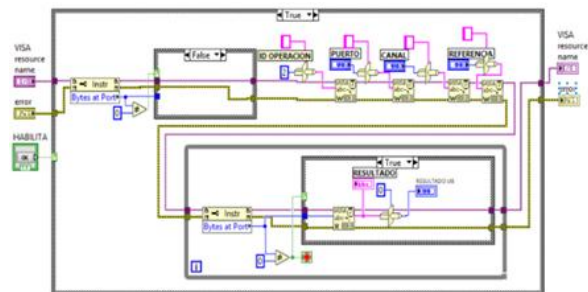 True
VISA
resource
name
error
HABILITA
Instr
Bytes at Port
0
False
ID OPERACION
PUERTO
CANAL
REFERENCIA
VISA
resource
name
error
Instr
Bytes at Port
0
True
RESULTADO
0
RESULTADO U8
i